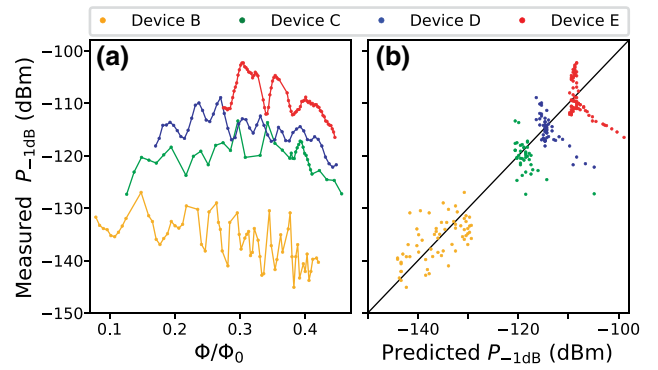 Device B Device C Device D Device E
(a) (b)
Measured P₋₁dB (dBm)
−100
−110
−120
−130
−140
−150
0.1 0.2 0.3 0.4
Φ/Φ₀
−140 −120 −100
Predicted P₋₁dB (dBm)